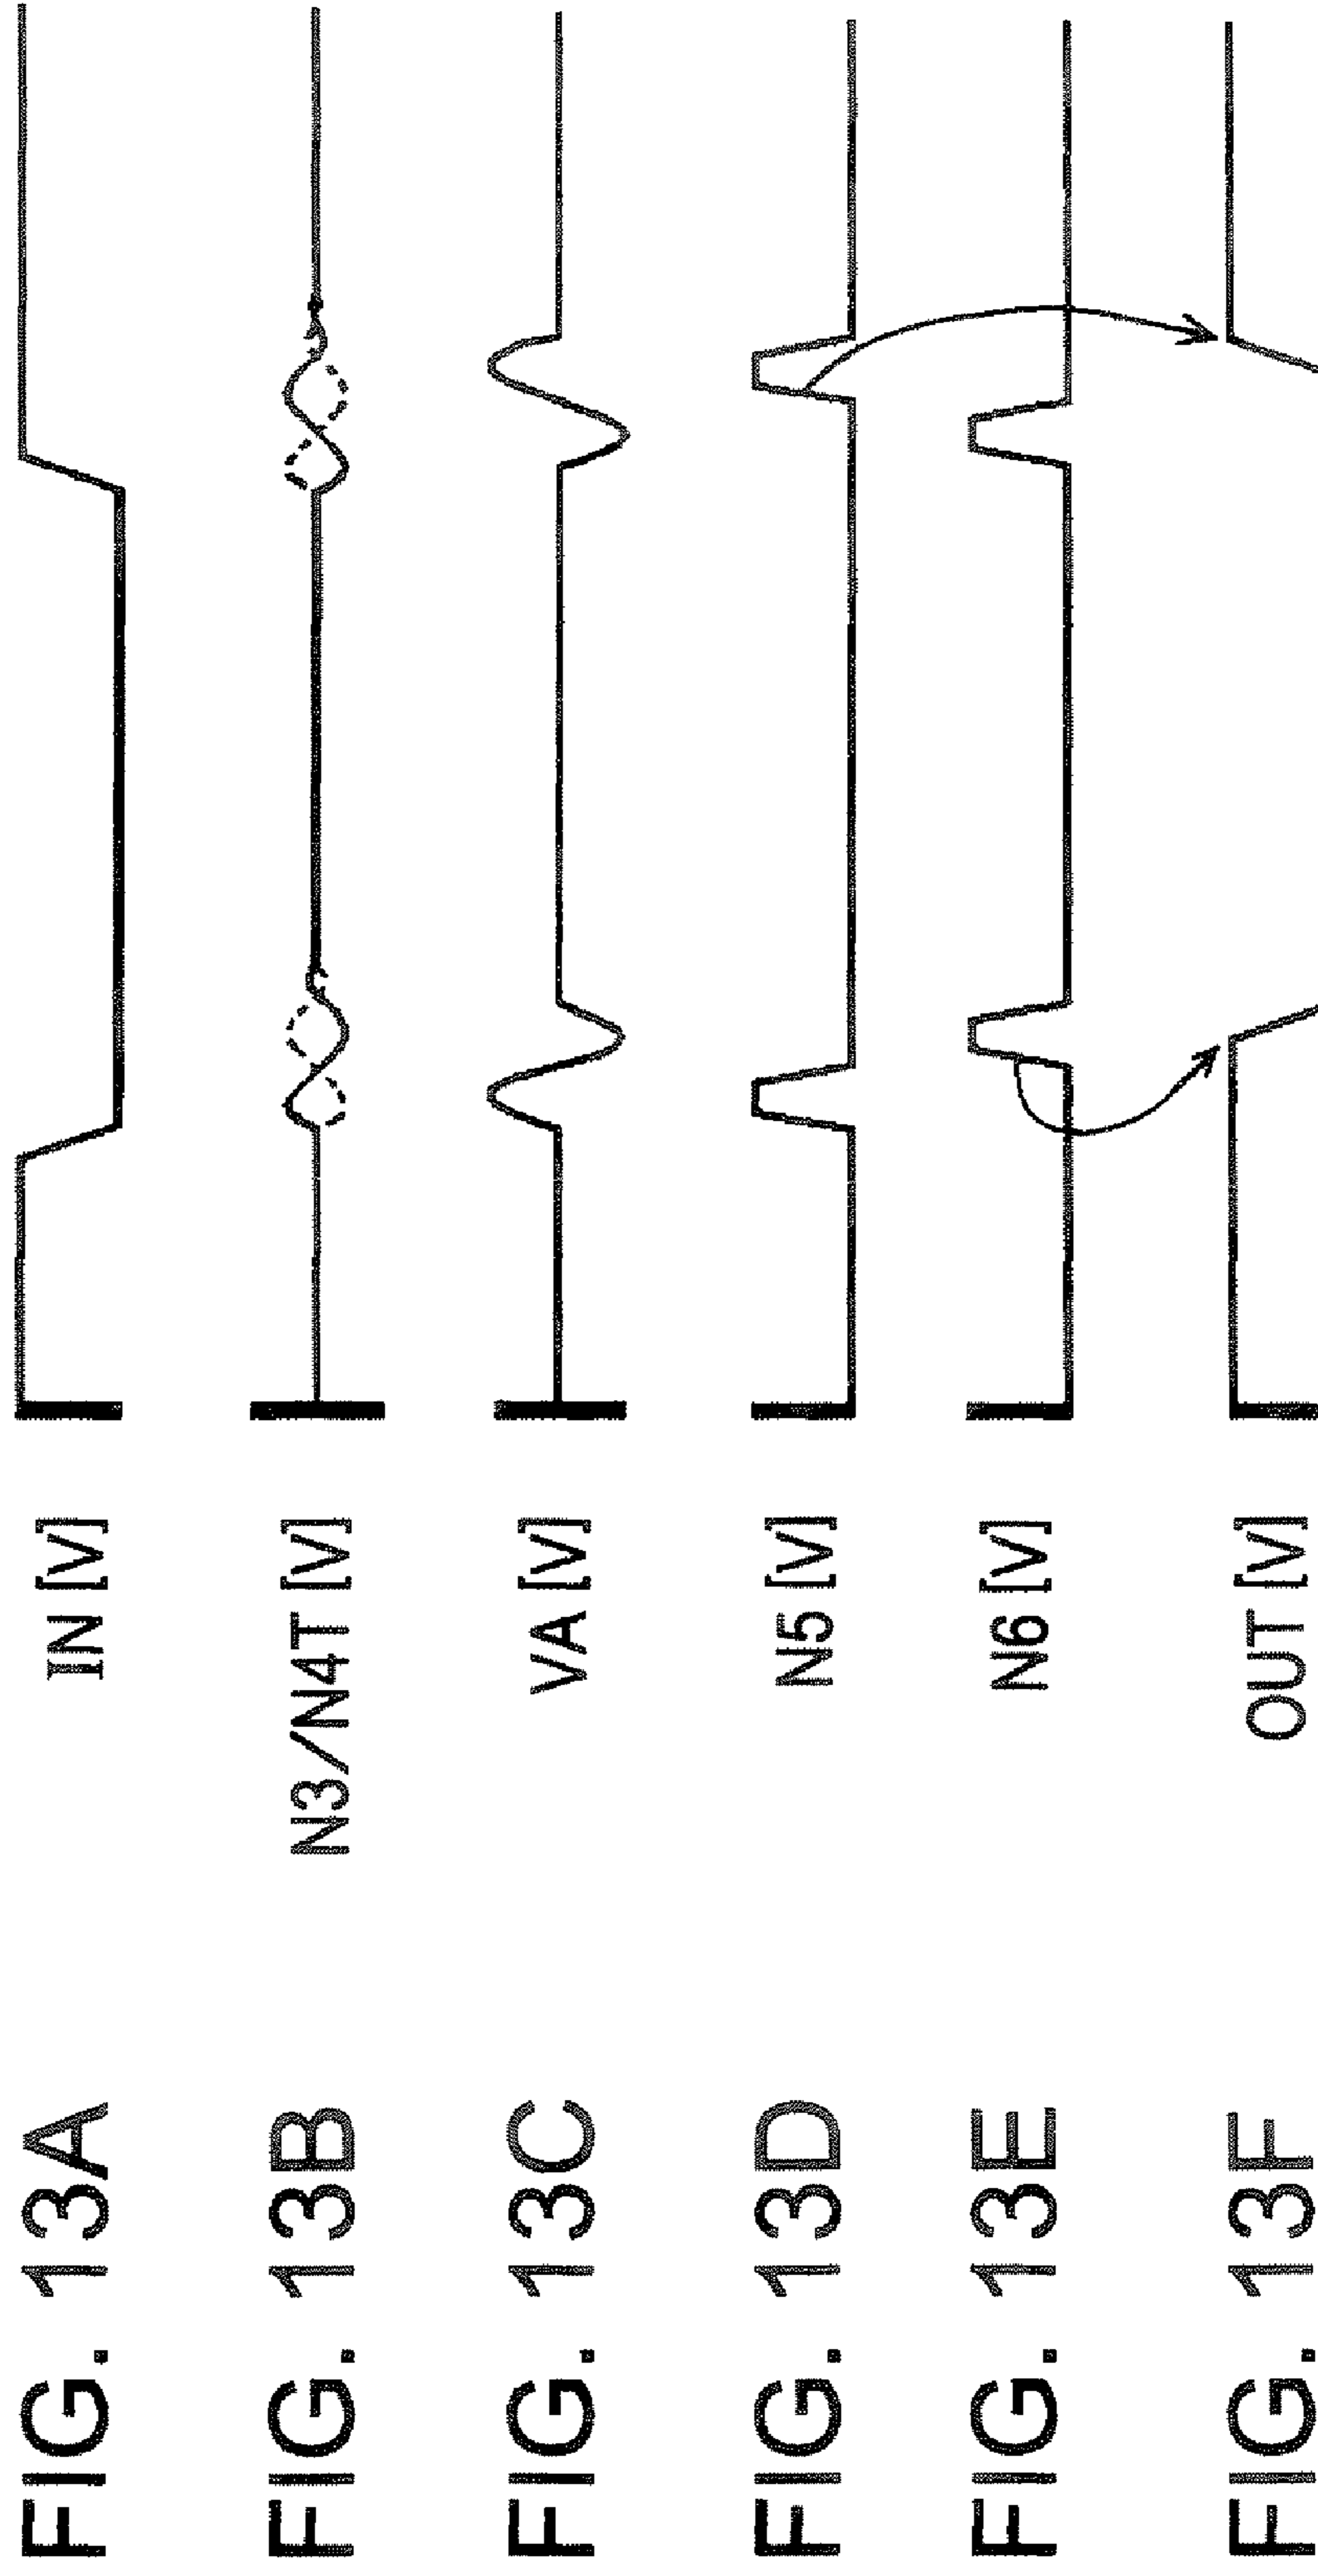 FIG. 13A IN [V]
FIG. 13B N3/N4T [V]
FIG. 13C VA [V]
FIG. 13D N5 [V]
FIG. 13E N6 [V]
FIG. 13F OUT [V]